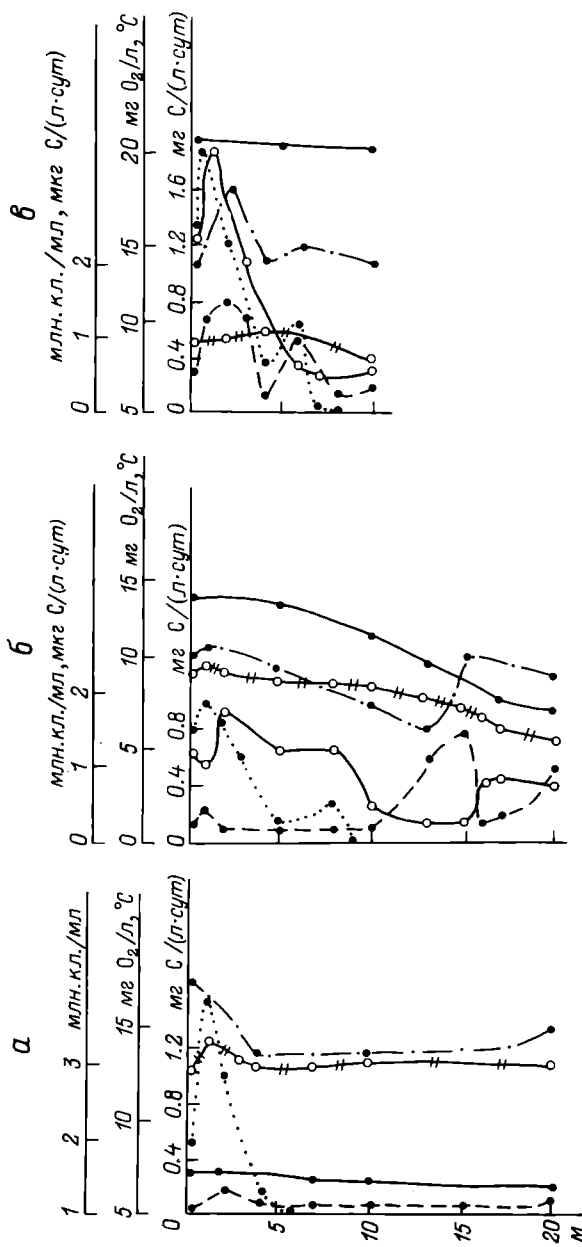 а
1 2 3 млн.кл./мл
5 10 15 мг O₂/л, °C
0 0.4 0.8 1.2 мг C/(л·сут)
5
10
15
20
м
б
млн.кл./мл, мкг C/(л·сут)
0 1 2
0 5 10 15 мг O₂/л, °C
0 0.4 0.8 мг C/(л·сут)
в
млн.кл./мл, мкг C/(л·сут)
0 1 2
5 10 15 20 мг O₂/л, °C
0 0.4 0.8 1.2 1.6 мг C/(л·сут)